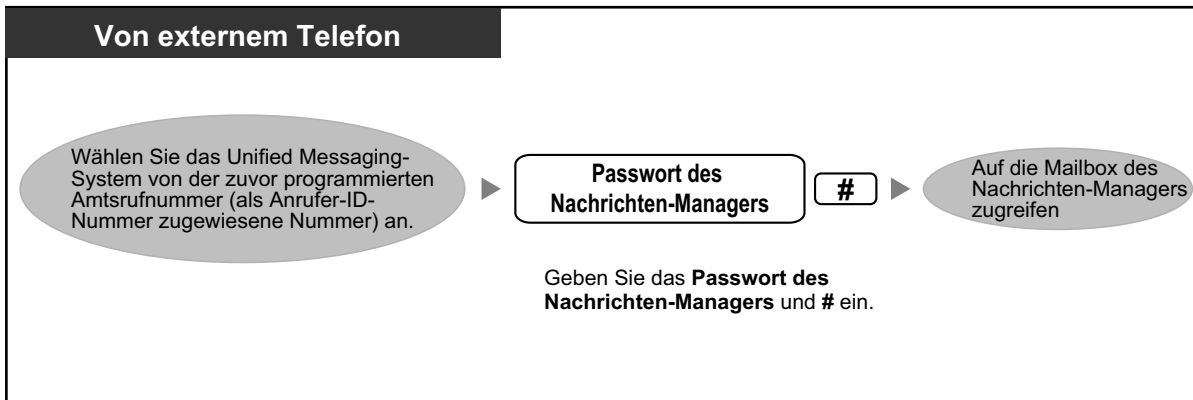 Von externem Telefon
Wählen Sie das Unified Messaging-
System von der zuvor programmierten
Amtsrufnummer (als Anrufer-ID-
Nummer zugewiesene Nummer) an.
Passwort des
Nachrichten-Managers
#
Auf die Mailbox des
Nachrichten-Managers
zugreifen
Geben Sie das Passwort des
Nachrichten-Managers und # ein.